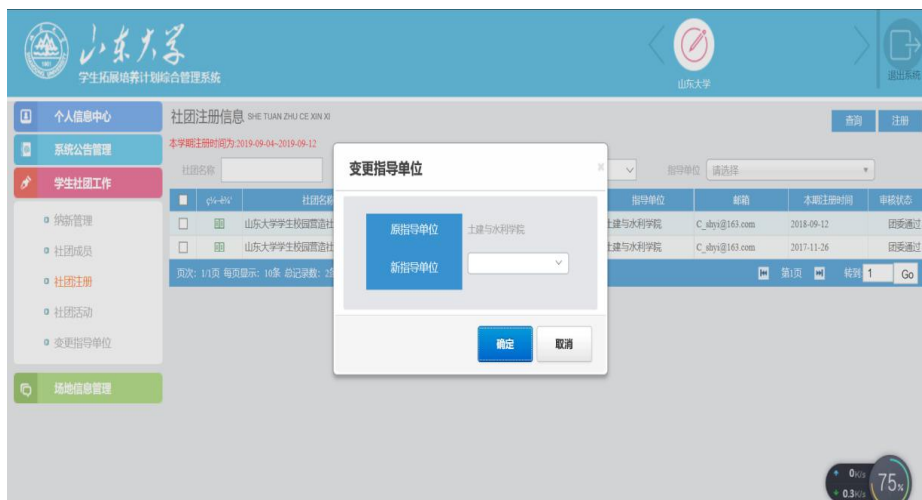 山东大学
学生拓展培养计划综合管理系统
山东大学
退出系统
个人信息中心
系统公告管理
学生社团工作
纳新管理
社团成员
社团注册
社团活动
变更指导单位
场地信息管理
社团注册信息 SHE TUAN ZHU CE XIN XI
查询 注册
本学期注册时间为:2019-09-04~2019-09-12
社团名称 指导单位 请选择
社团名称 指导单位 邮箱 本期注册时间 审核状态
山东大学学生校园营造社 土建与水利学院 C_shyi@163.com 2018-09-12 团委通过
山东大学学生校园营造社 土建与水利学院 C_shyi@163.com 2017-11-26 团委通过
页次: 1/1页 每页显示: 10条 总记录数: 2 第1页 转到 1 Go
变更指导单位 ×
原指导单位 土建与水利学院
新指导单位
确定 取消
0K/s
0.3K/s
75%